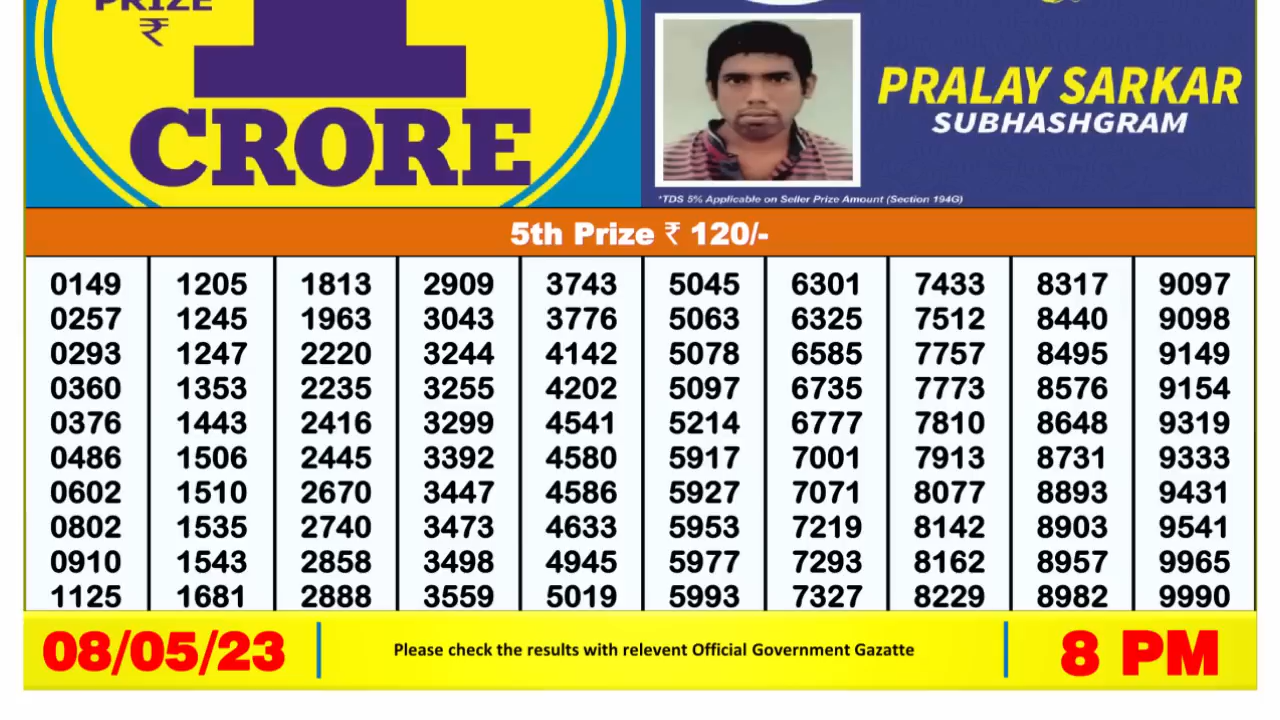 PRIZE
₹
1
CRORE
PRALAY SARKAR
SUBHASHGRAM
*TDS 5% Applicable on Seller Prize Amount (Section 194G)
5th Prize ₹ 120/-
0149 1205 1813 2909 3743 5045 6301 7433 8317 9097
0257 1245 1963 3043 3776 5063 6325 7512 8440 9098
0293 1247 2220 3244 4142 5078 6585 7757 8495 9149
0360 1353 2235 3255 4202 5097 6735 7773 8576 9154
0376 1443 2416 3299 4541 5214 6777 7810 8648 9319
0486 1506 2445 3392 4580 5917 7001 7913 8731 9333
0602 1510 2670 3447 4586 5927 7071 8077 8893 9431
0802 1535 2740 3473 4633 5953 7219 8142 8903 9541
0910 1543 2858 3498 4945 5977 7293 8162 8957 9965
1125 1681 2888 3559 5019 5993 7327 8229 8982 9990
08/05/23
Please check the results with relevent Official Government Gazatte
8 PM